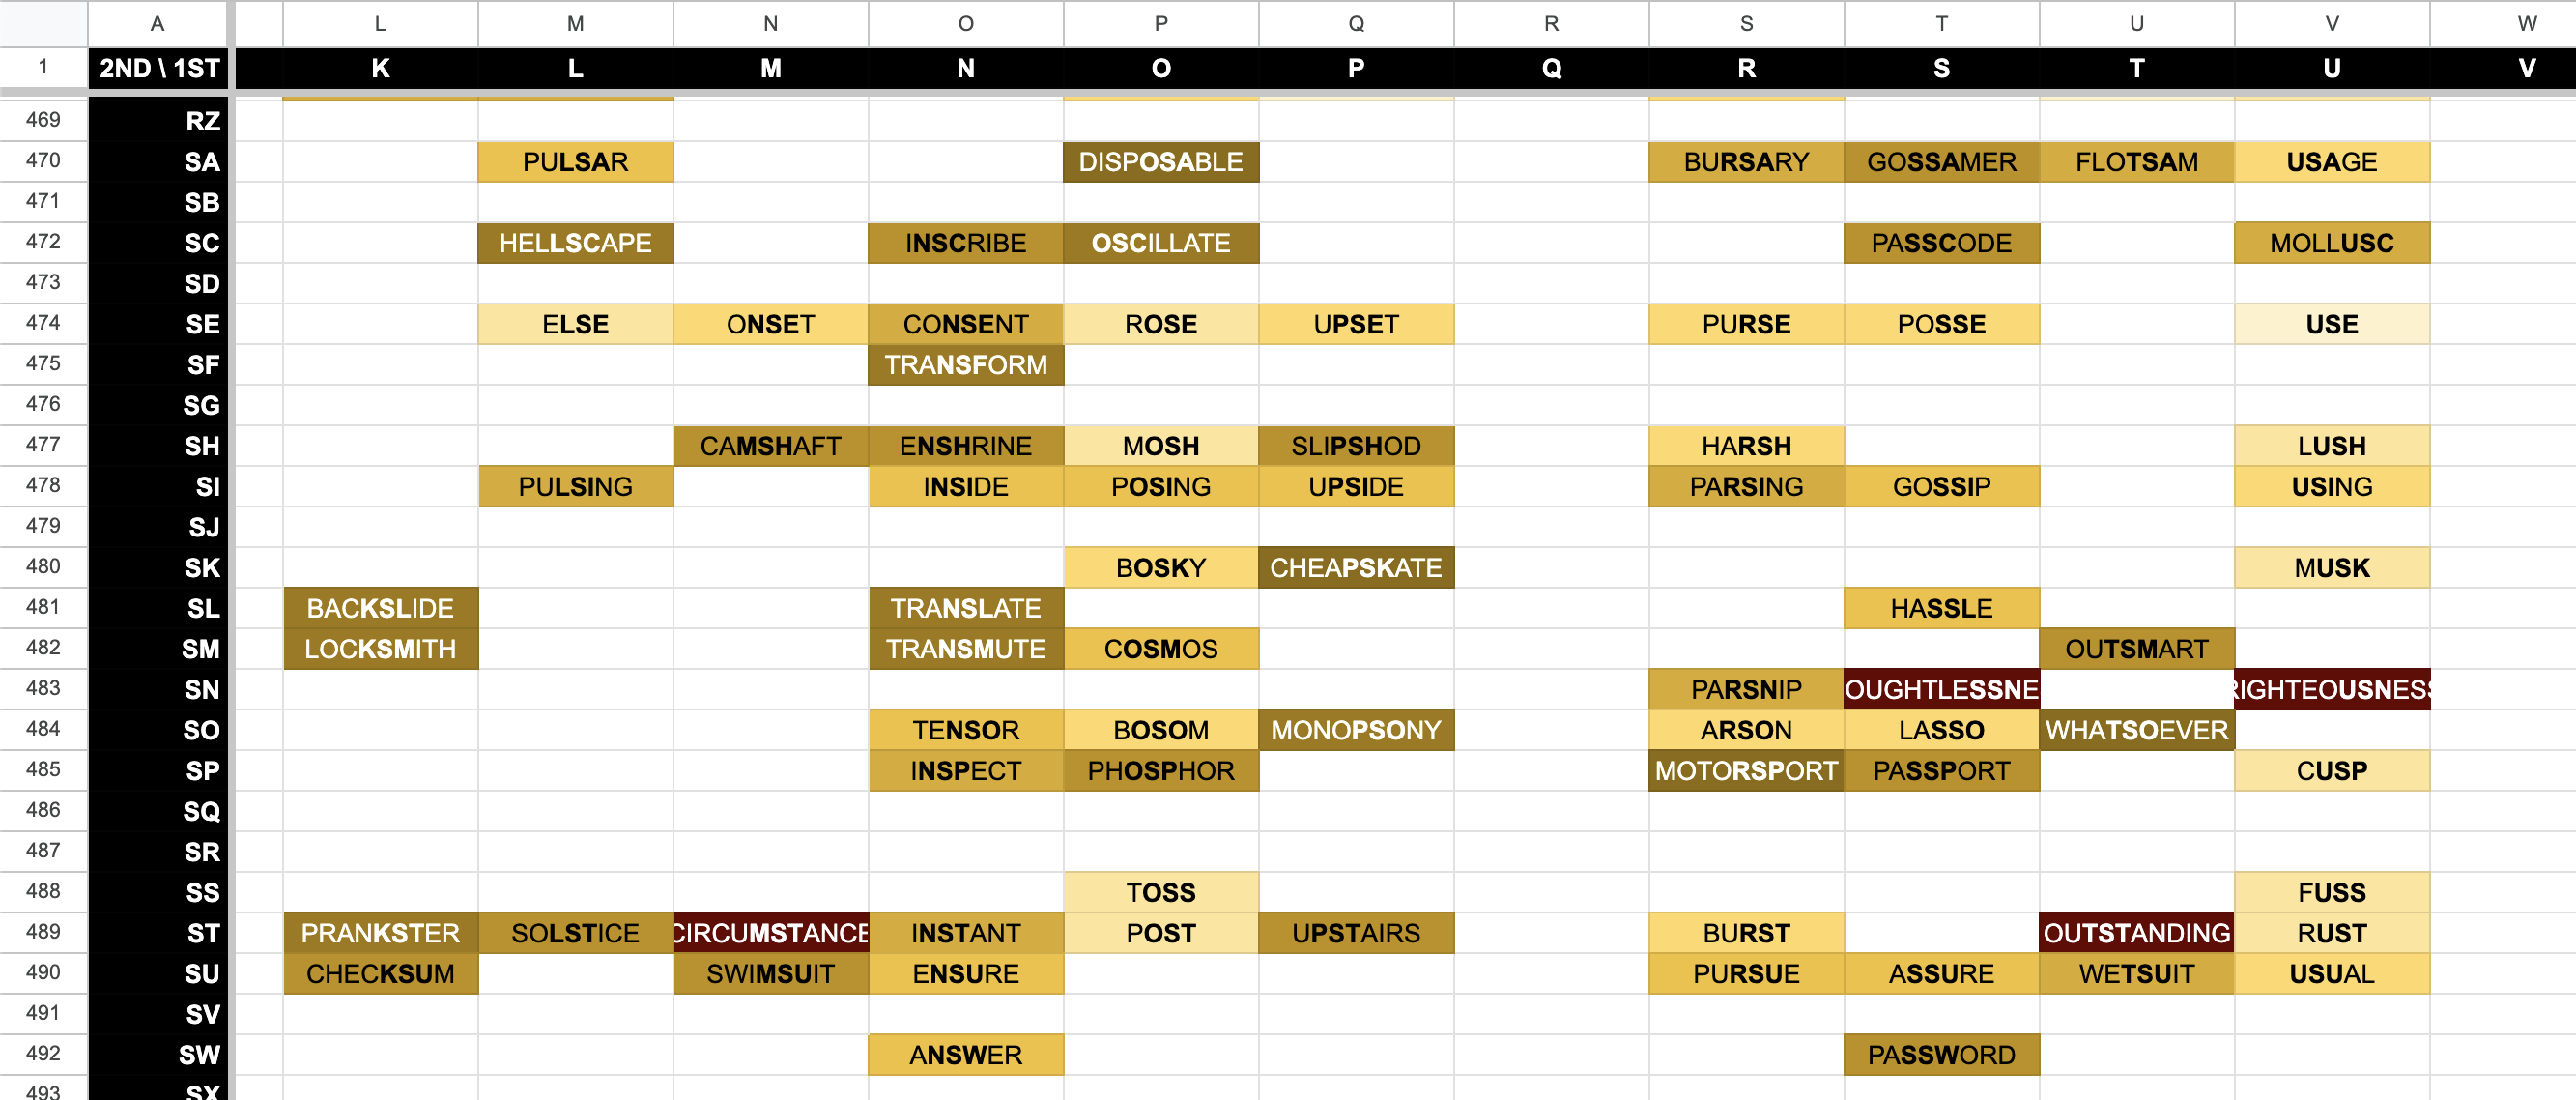 A L M N O P Q R S T U V W
1 2ND \ 1ST K L M N O P Q R S T U V
469 RZ
470 SA PULSAR DISPOSABLE BURSARY GOSSAMER FLOTSAM USAGE
471 SB
472 SC HELLSCAPE INSCRIBE OSCILLATE PASSCODE MOLLUSC
473 SD
474 SE ELSE ONSET CONSENT ROSE UPSET PURSE POSSE USE
475 SF TRANSFORM
476 SG
477 SH CAMSHAFT ENSHRINE MOSH SLIPSHOD HARSH LUSH
478 SI PULSING INSIDE POSING UPSIDE PARSING GOSSIP USING
479 SJ
480 SK BOSKY CHEAPSKATE MUSK
481 SL BACKSLIDE TRANSLATE HASSLE
482 SM LOCKSMITH TRANSMUTE COSMOS OUTSMART
483 SN PARSNIP OUGHTLESSNE RIGHTEOUSNESS
484 SO TENSOR BOSOM MONOPSONY ARSON LASSO WHATSOEVER
485 SP INSPECT PHOSPHOR MOTORSPORT PASSPORT CUSP
486 SQ
487 SR
488 SS TOSS FUSS
489 ST PRANKSTER SOLSTICE CIRCUMSTANCE INSTANT POST UPSTAIRS BURST OUTSTANDING RUST
490 SU CHECKSUM SWIMSUIT ENSURE PURSUE ASSURE WETSUIT USUAL
491 SV
492 SW ANSWER PASSWORD
493 SX